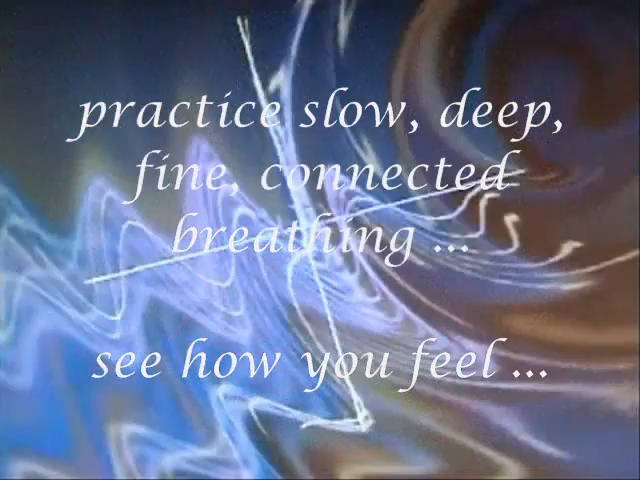 practice slow, deep,
fine, connected
breathing ...
see how you feel ...